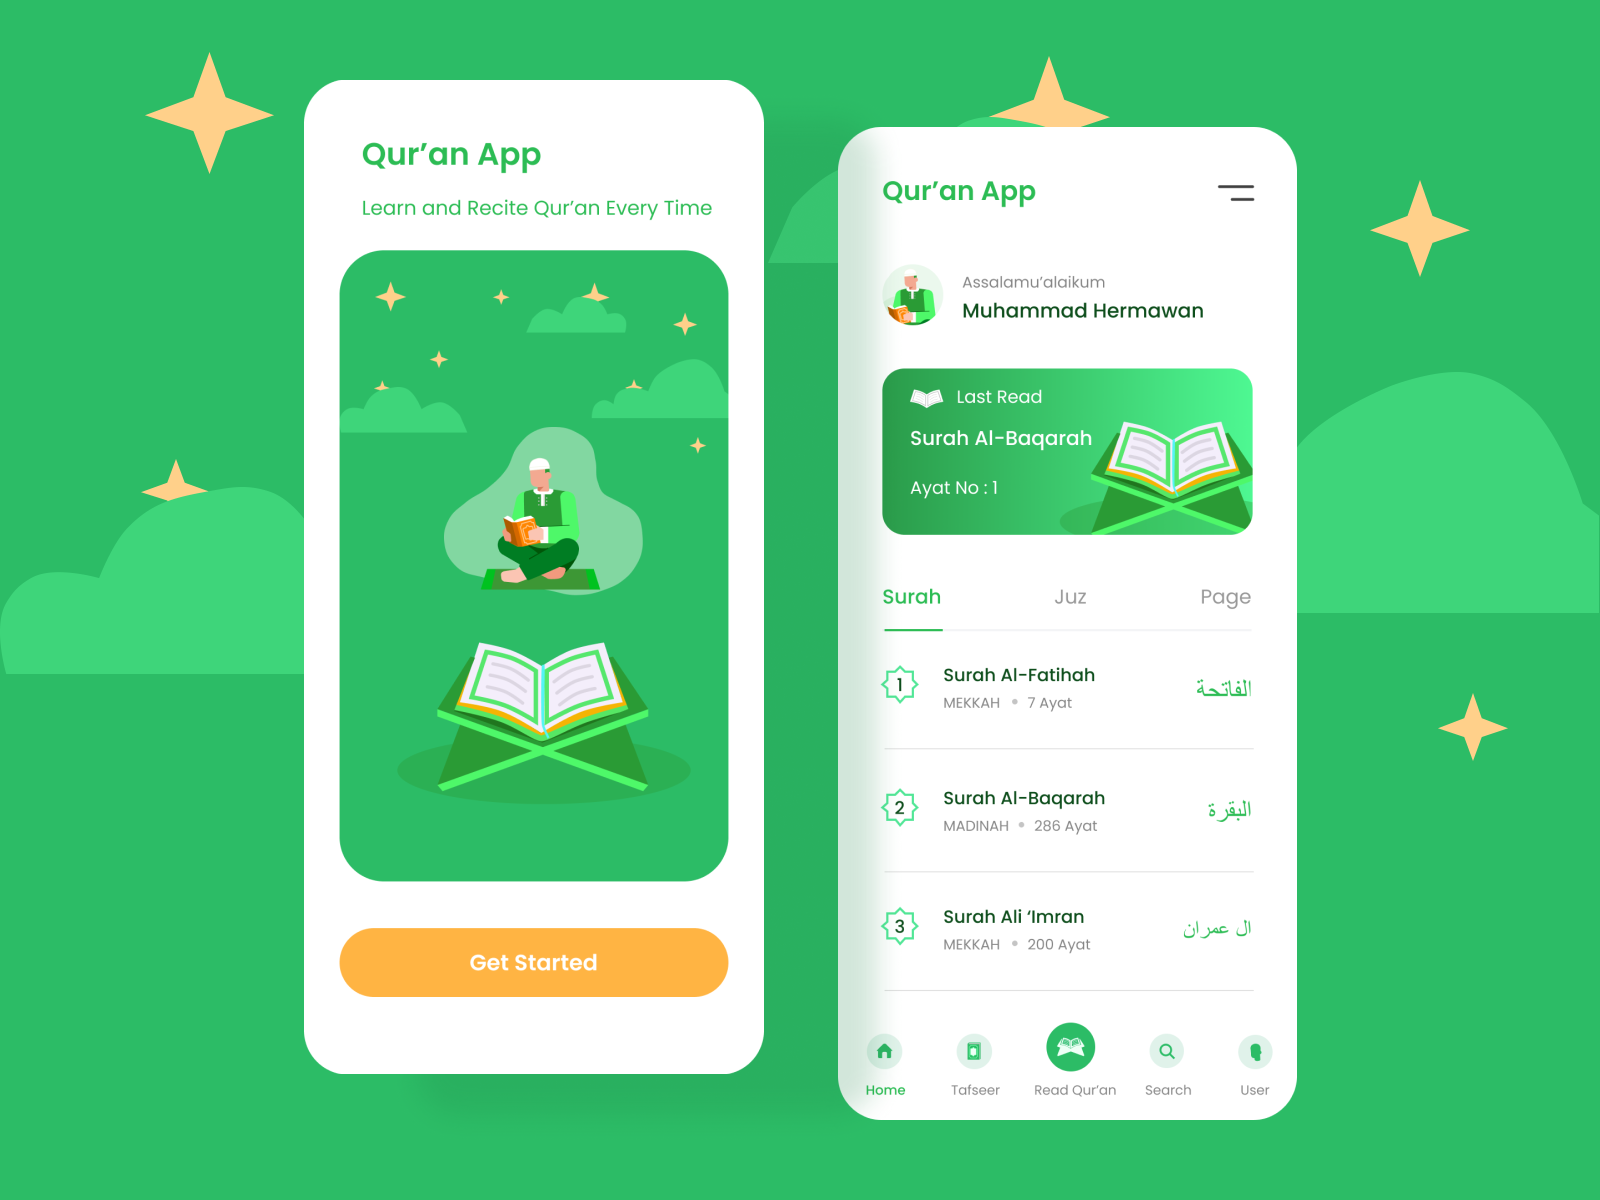 Qur’an App
Learn and Recite Qur’an Every Time
Get Started
Qur’an App
Assalamu’alaikum
Muhammad Hermawan
Last Read
Surah Al-Baqarah
Ayat No : 1
Surah Juz Page
1 Surah Al-Fatihah الفاتحة
MEKKAH • 7 Ayat
2 Surah Al-Baqarah البقرة
MADINAH • 286 Ayat
3 Surah Ali ‘Imran ال عمران
MEKKAH • 200 Ayat
Home Tafseer Read Qur’an Search User